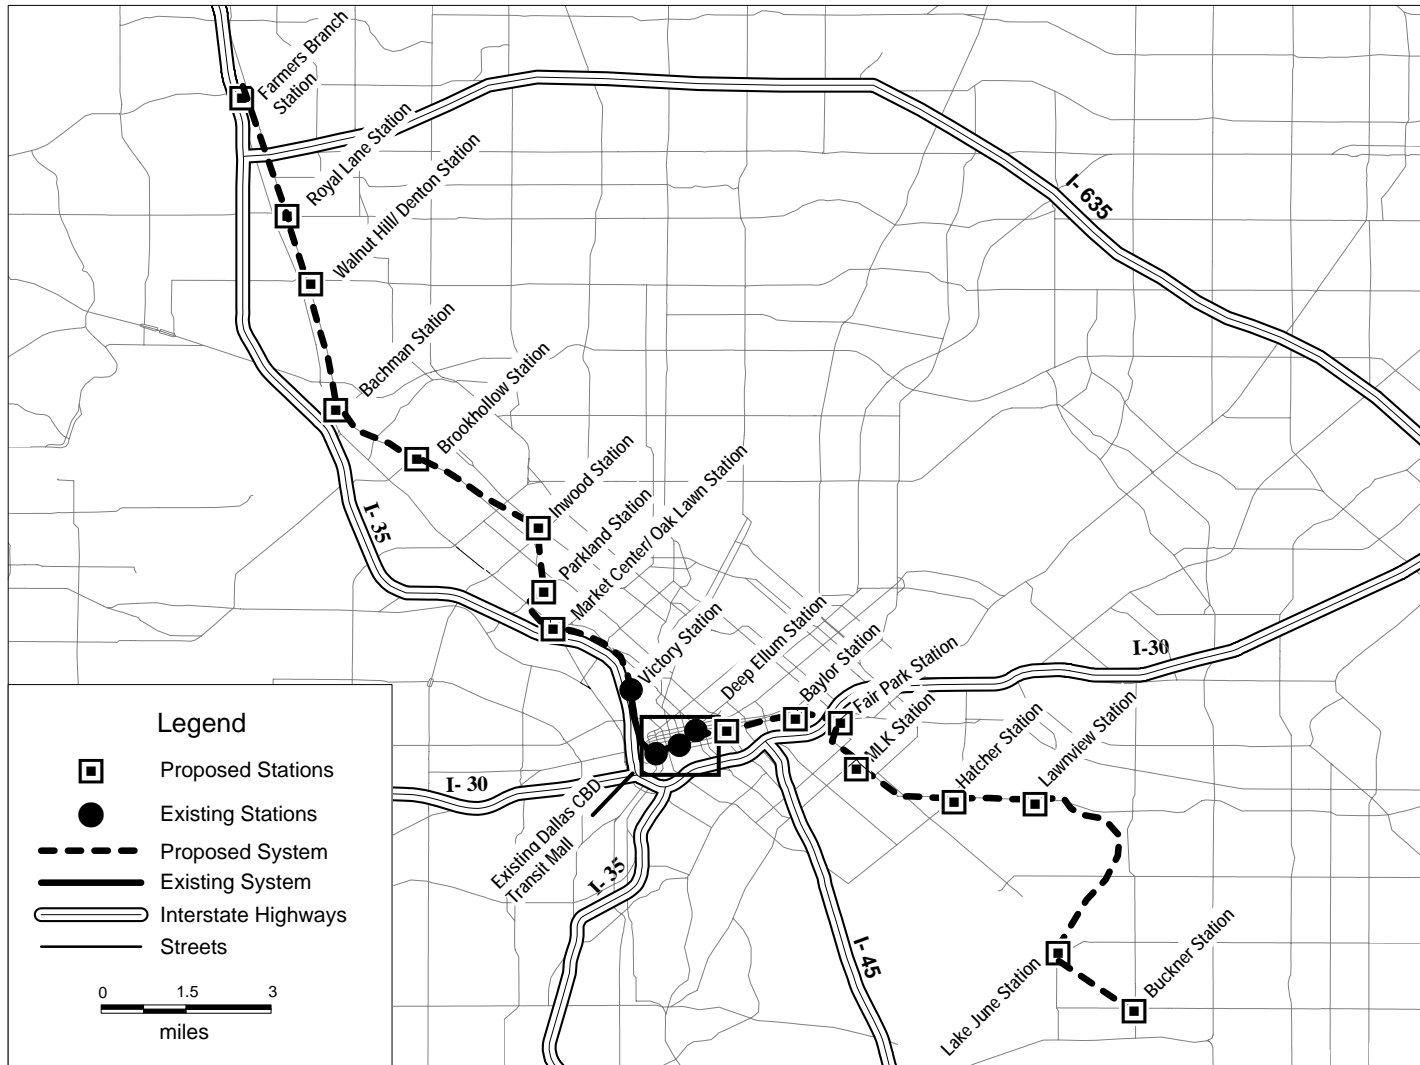 Farmers Branch
Station
Royal Lane Station
Walnut Hill/ Denton Station
I- 635
Bachman Station
Brookhollow Station
Inwood Station
I- 35
Parkland Station
Market Center/ Oak Lawn Station
Victory Station
Deep Ellum Station
Baylor Station
Fair Park Station
I-30
MLK Station
Hatcher Station
Lawnview Station
I- 30
Existing Dallas CBD
Transit Mall
I- 35
I- 45
Lake June Station
Buckner Station
Legend
Proposed Stations
Existing Stations
Proposed System
Existing System
Interstate Highways
Streets
0 1.5 3
miles